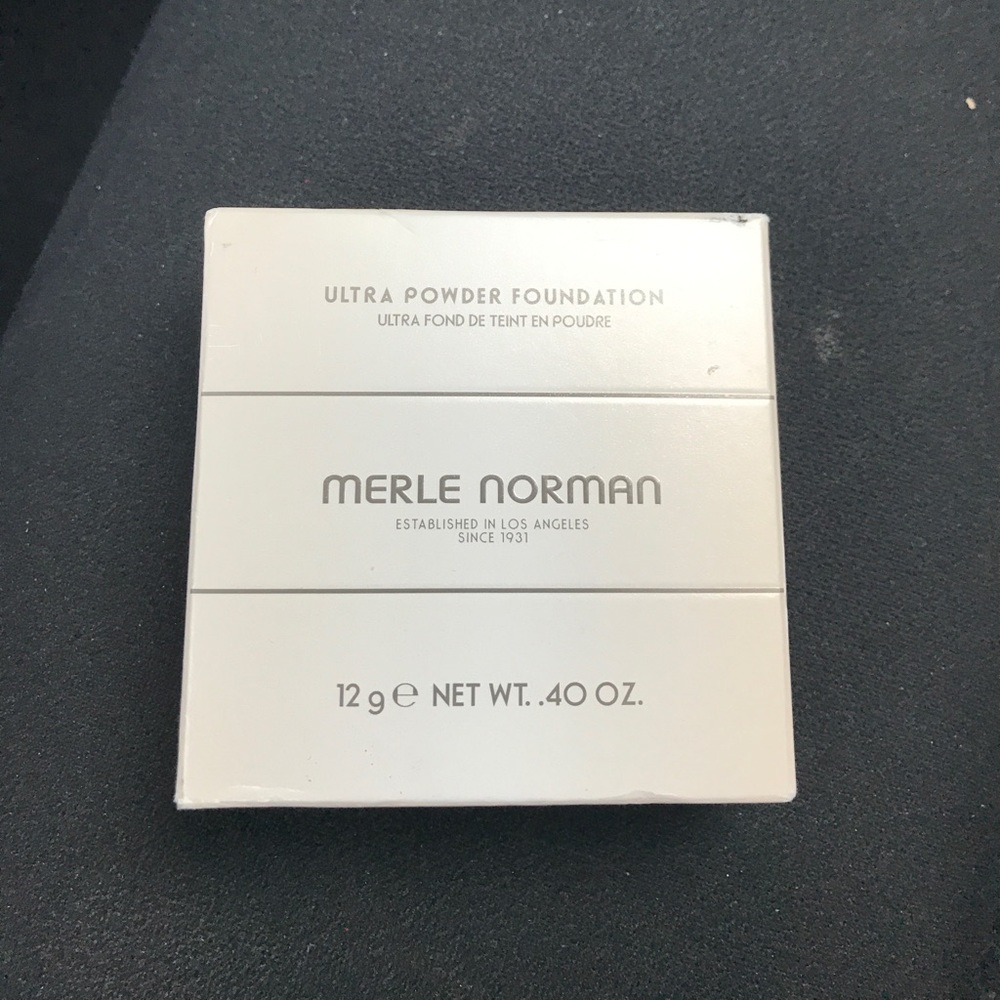 ULTRA POWDER FOUNDATION
ULTRA FOND DE TEINT EN POUDRE
MERLE NORMAN
ESTABLISHED IN LOS ANGELES
SINCE 1931
12 g ℮ NET WT. .40 OZ.